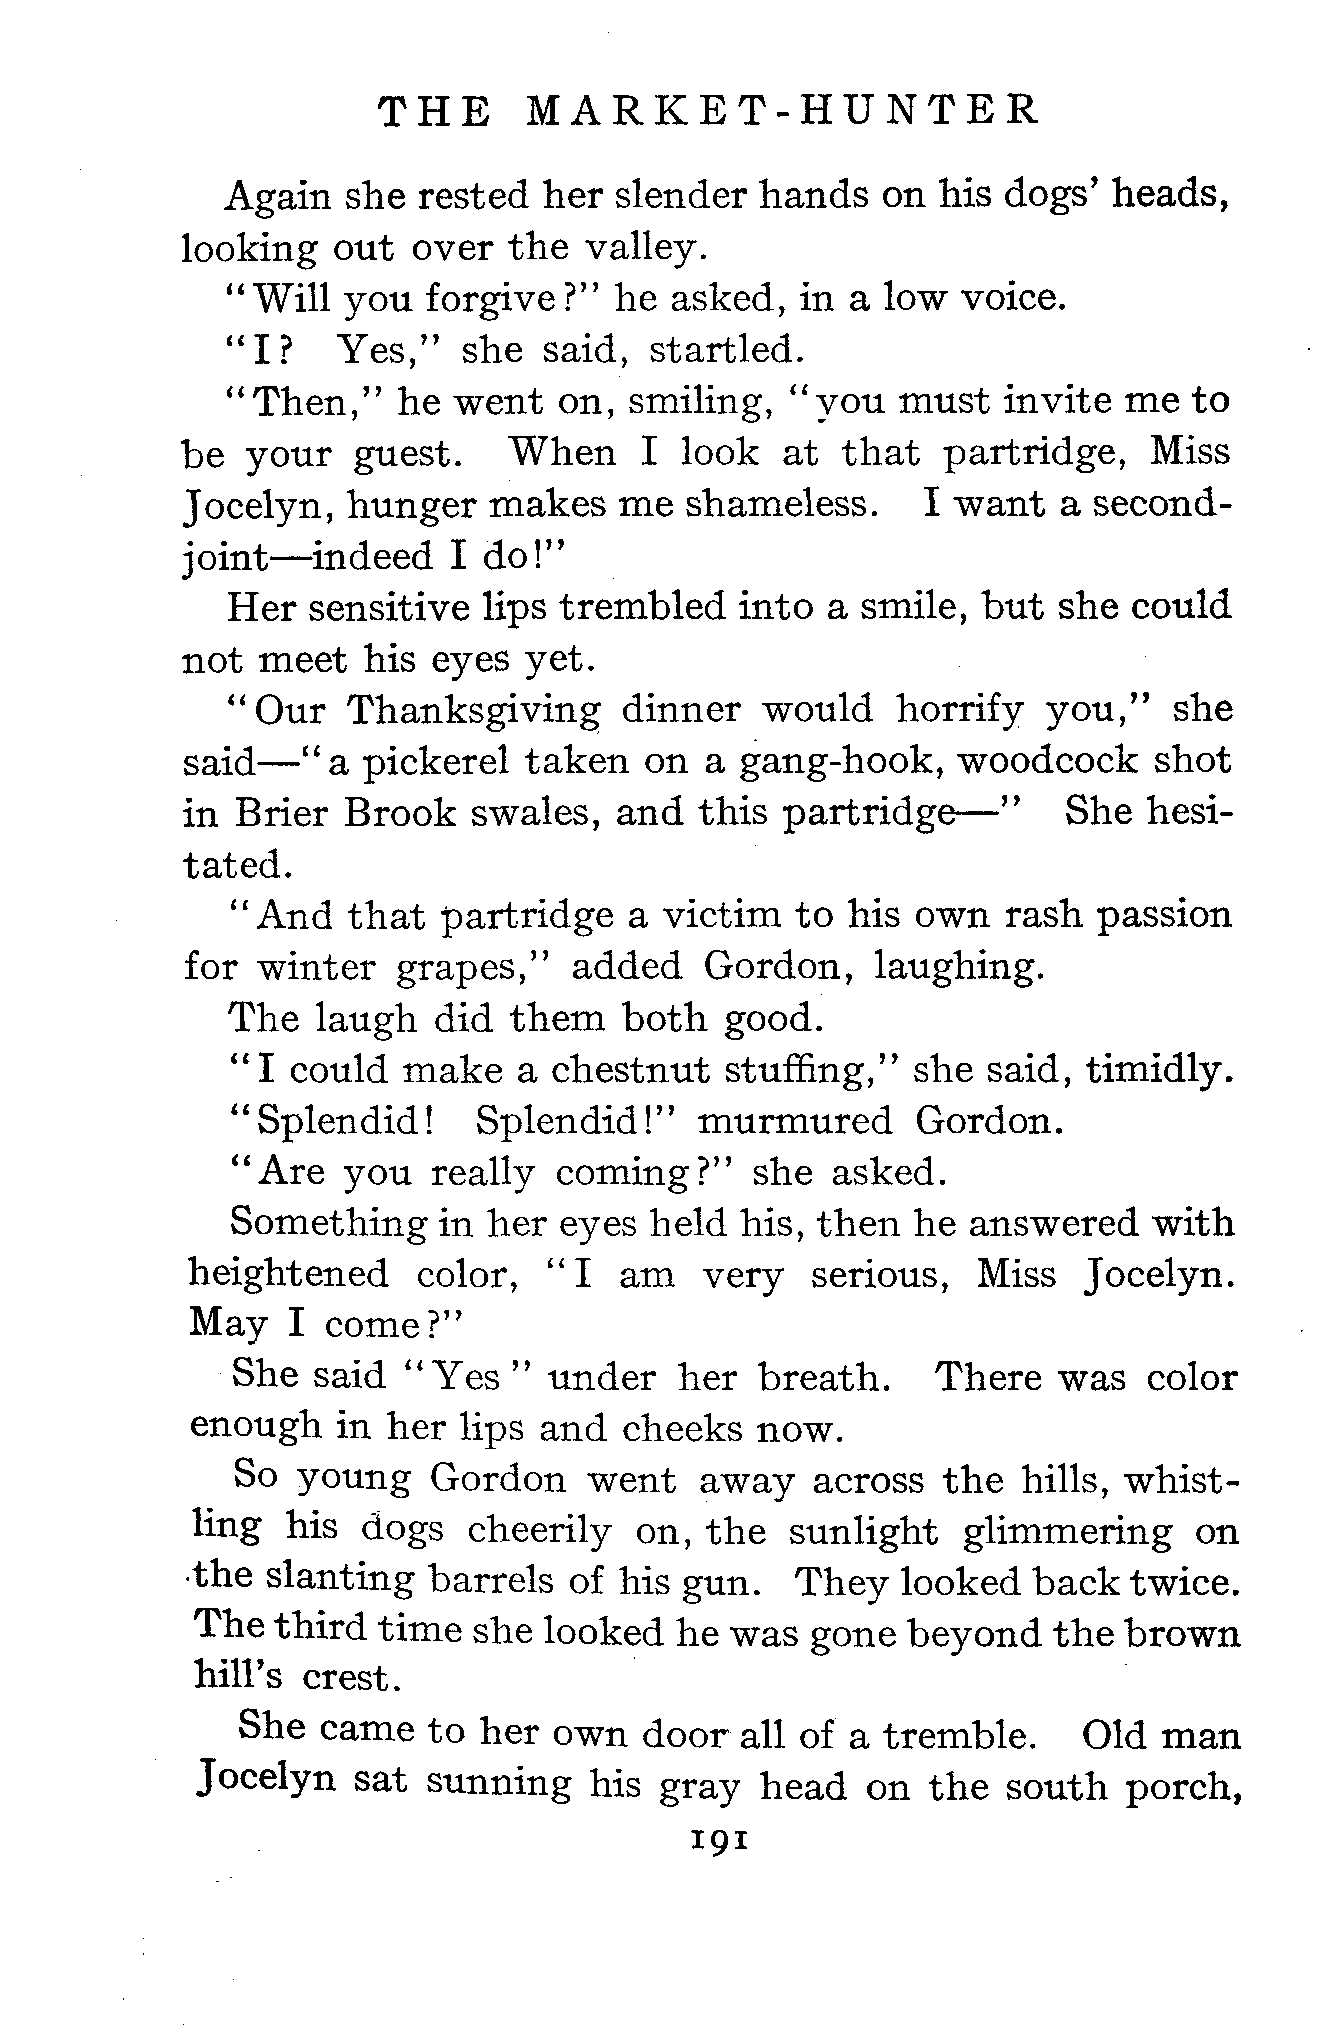 THE MARKET-HUNTER
Again she rested her slender hands on his dogs' heads,
looking out over the valley.
"Will you forgive?" he asked, in a low voice.
"I? Yes," she said, startled.
"Then," he went on, smiling, "you must invite me to
be your guest. When I look at that partridge, Miss
Jocelyn, hunger makes me shameless. I want a second-
joint—indeed I do!"
Her sensitive lips trembled into a smile, but she could
not meet his eyes yet.
"Our Thanksgiving dinner would horrify you," she
said—"a pickerel taken on a gang-hook, woodcock shot
in Brier Brook swales, and this partridge—" She hesi-
tated.
"And that partridge a victim to his own rash passion
for winter grapes," added Gordon, laughing.
The laugh did them both good.
"I could make a chestnut stuffing," she said, timidly.
"Splendid! Splendid!" murmured Gordon.
"Are you really coming?" she asked.
Something in her eyes held his, then he answered with
heightened color, "I am very serious, Miss Jocelyn.
May I come?"
She said "Yes" under her breath. There was color
enough in her lips and cheeks now.
So young Gordon went away across the hills, whist-
ling his dogs cheerily on, the sunlight glimmering on
the slanting barrels of his gun. They looked back twice.
The third time she looked he was gone beyond the brown
hill's crest.
She came to her own door all of a tremble. Old man
Jocelyn sat sunning his gray head on the south porch,
191